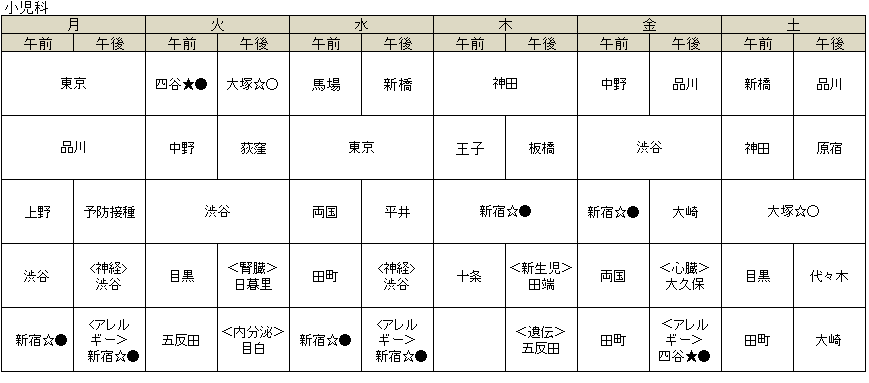 小児科
月 火 水 木 金 土
午前 午後 午前 午後 午前 午後 午前 午後 午前 午後 午前 午後
東京 四谷★● 大塚☆○ 馬場 新橋 神田 中野 品川 新橋 品川
品川 中野 荻窪 東京 王子 板橋 渋谷 神田 原宿
上野 予防接種 渋谷 両国 平井 新宿☆● 新宿☆● 大崎 大塚☆○
渋谷 <神経> 渋谷 目黒 <腎臓> 日暮里 田町 <神経> 渋谷 十条 <新生児> 田端 両国 <心臓> 大久保 目黒 代々木
新宿☆● <アレルギー> 新宿☆● 五反田 <内分泌> 目白 新宿☆● <アレルギー> 新宿☆● <遺伝> 五反田 田町 <アレルギー> 四谷★● 田町 大崎